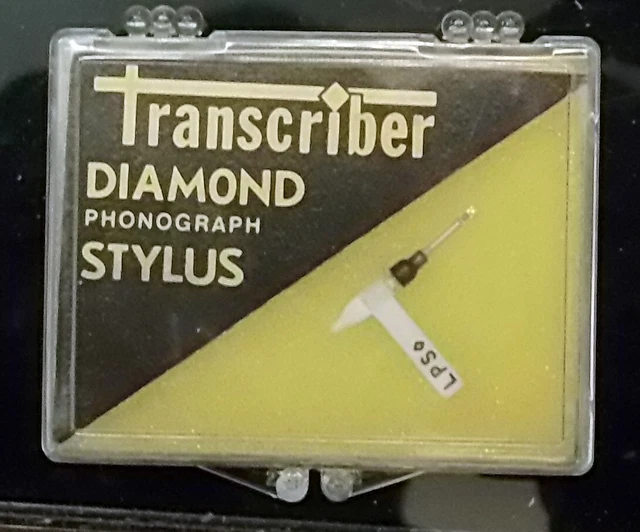 Transcriber
DIAMOND
PHONOGRAPH
STYLUS
LPS◊